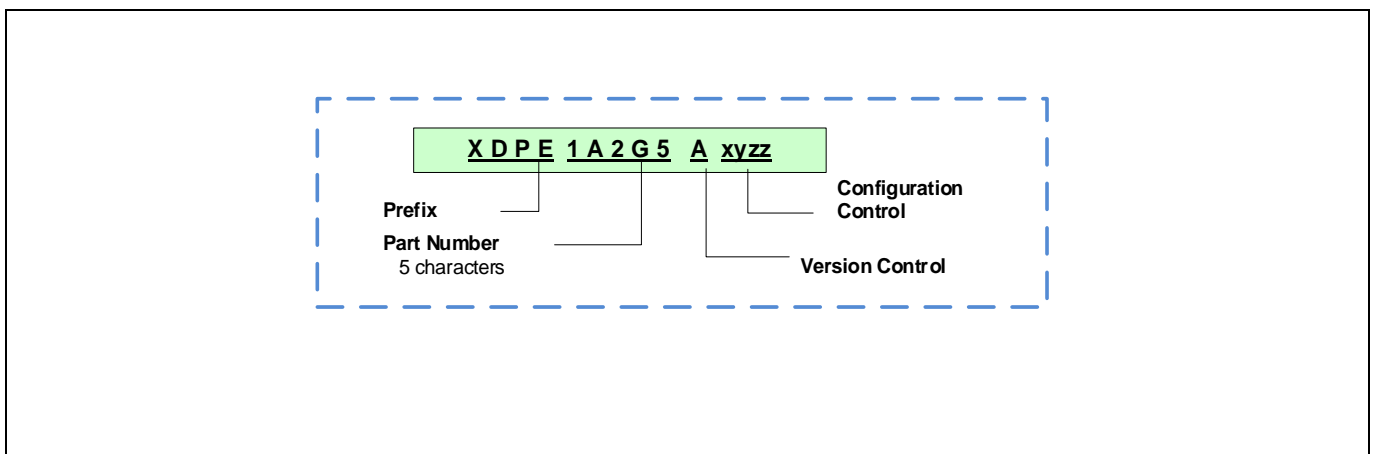 X D P E 1 A 2 G 5 A xyzz
Prefix
Part Number
5 characters
Configuration
Control
Version Control